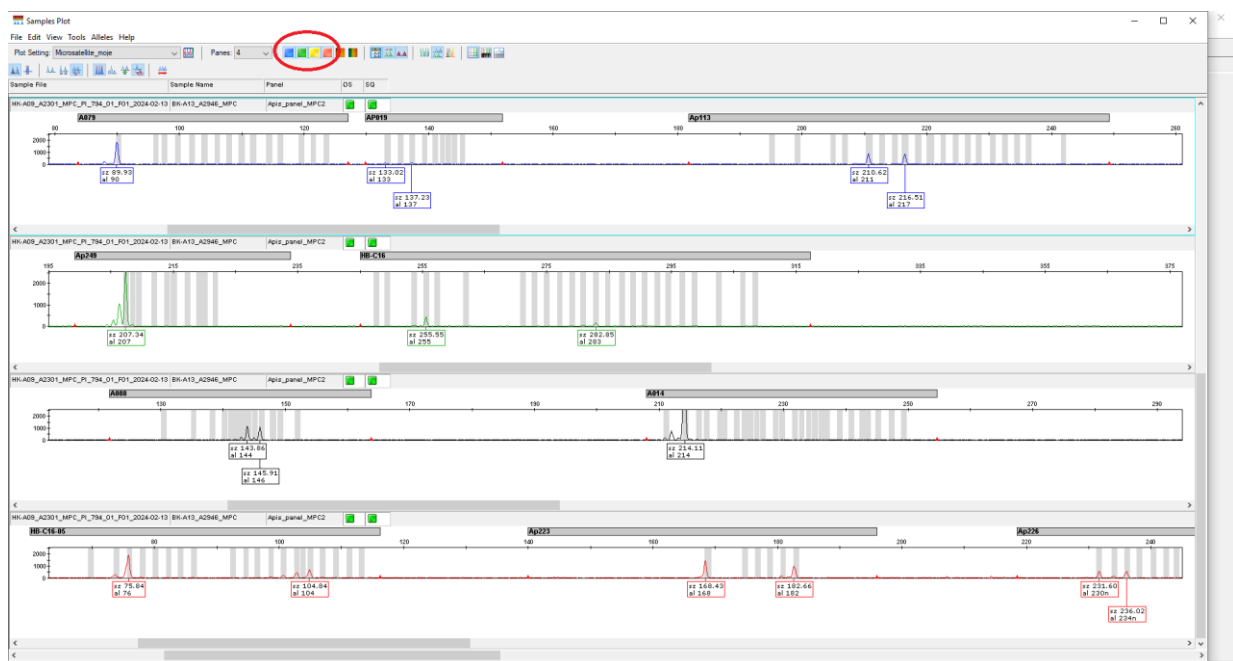 Samples Plot
File Edit View Tools Alleles Help
Plot Setting: Microsatellite_moje Panes: 4
Sample File Sample Name Panel OS SQ
HK-A09_A2301_MPC_PI_794_01_F01_2024-02-13 BK-A13_A2946_MPC Apis_panel_MPC2
A079 AP019 Ap113
80 100 120 140 160 180 200 220 240 260
2000
1000
0
sz 89.93 sz 133.02 sz 210.62
al 90 al 133 al 211
sz 137.23 sz 216.51
al 137 al 217
HK-A09_A2301_MPC_PI_794_01_F01_2024-02-13 BK-A13_A2946_MPC Apis_panel_MPC2
Ap249 HB-C16
195 215 235 255 275 295 315 335 355 375
2000
1000
0
sz 207.34 sz 255.55 sz 282.85
al 207 al 255 al 283
HK-A09_A2301_MPC_PI_794_01_F01_2024-02-13 BK-A13_A2946_MPC Apis_panel_MPC2
A088 A014
130 150 170 190 210 230 250 270 290
2000
1000
0
sz 143.86 sz 214.11
al 144 al 214
sz 145.91
al 146
HK-A09_A2301_MPC_PI_794_01_F01_2024-02-13 BK-A13_A2946_MPC Apis_panel_MPC2
HB-C16-05 Ap223 Ap226
80 100 120 140 160 180 200 220 240
2000
1000
0
sz 75.84 sz 104.84 sz 168.43 sz 182.66 sz 231.60
al 76 al 104 al 168 al 182 al 230n
sz 236.02
al 234n